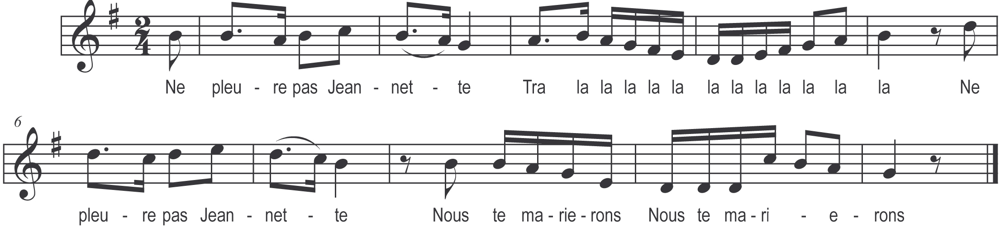 2
4
Ne pleu - re pas Jean - net - te Tra la la la la la la la la la la la la Ne
6
pleu - re pas Jean - net - te Nous te ma - rie - rons Nous te ma - ri - e - rons